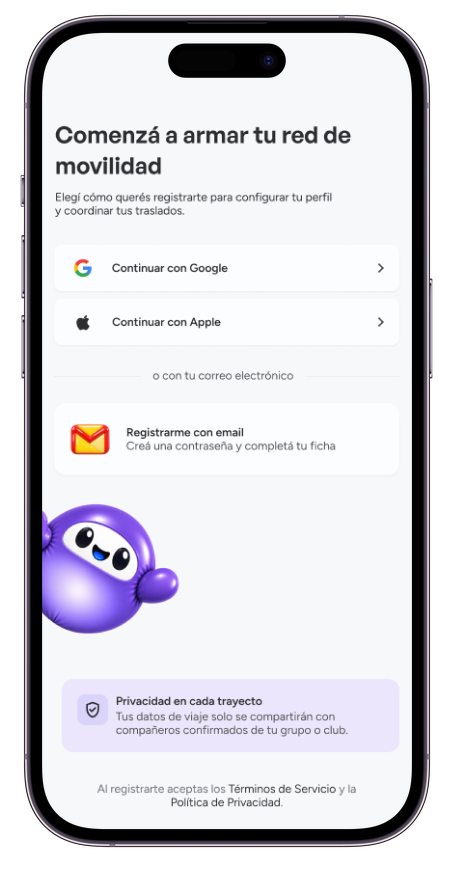 Comenzá a armar tu red de
movilidad
Elegí cómo querés registrarte para configurar tu perfil
y coordinar tus traslados.
Continuar con Google
Continuar con Apple
o con tu correo electrónico
Registrarme con email
Creá una contraseña y completá tu ficha
Privacidad en cada trayecto
Tus datos de viaje solo se compartirán con
compañeros confirmados de tu grupo o club.
Al registrarte aceptas los Términos de Servicio y la
Política de Privacidad.